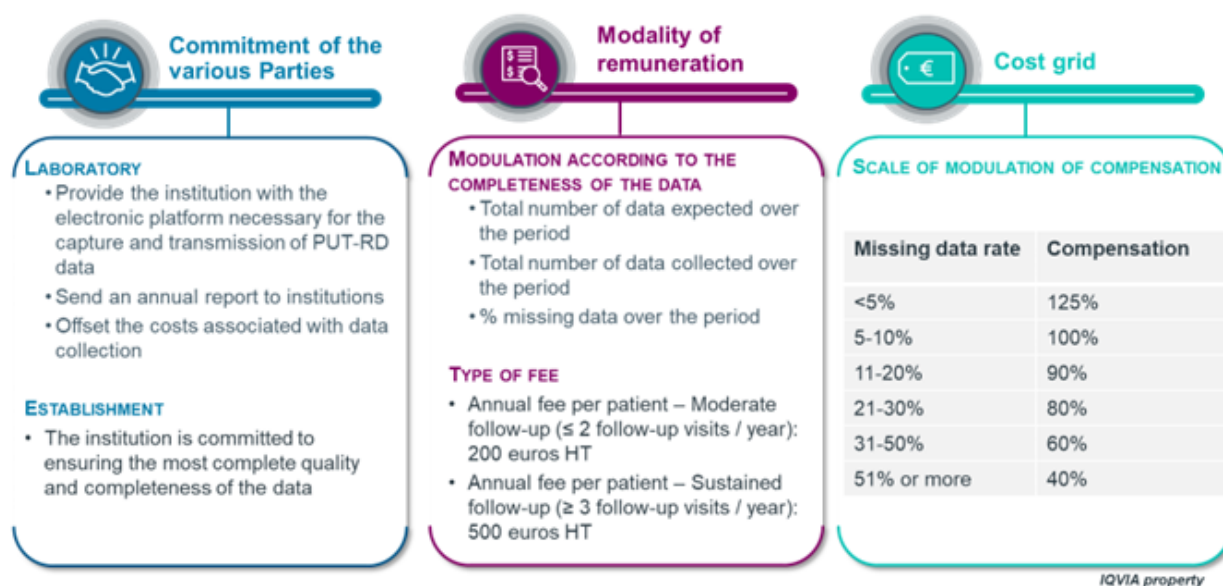 Commitment of the
various Parties
LABORATORY
• Provide the institution with the
electronic platform necessary for the
capture and transmission of PUT-RD
data
• Send an annual report to institutions
• Offset the costs associated with data
collection
ESTABLISHMENT
• The institution is committed to
ensuring the most complete quality
and completeness of the data
Modality of
remuneration
MODULATION ACCORDING TO THE
COMPLETENESS OF THE DATA
• Total number of data expected over
the period
• Total number of data collected over
the period
• % missing data over the period
TYPE OF FEE
• Annual fee per patient – Moderate
follow-up (≤ 2 follow-up visits / year):
200 euros HT
• Annual fee per patient – Sustained
follow-up (≥ 3 follow-up visits / year):
500 euros HT
€
Cost grid
SCALE OF MODULATION OF COMPENSATION
Missing data rate Compensation
<5% 125%
5-10% 100%
11-20% 90%
21-30% 80%
31-50% 60%
51% or more 40%
IQVIA property